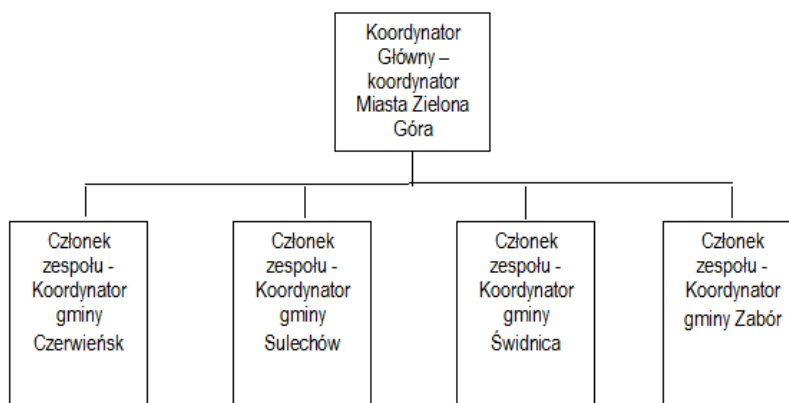 Koordynator
Główny –
koordynator
Miasta Zielona
Góra
Członek
zespołu -
Koordynator
gminy
Czerwieńsk
Członek
zespołu -
Koordynator
gminy
Sulechów
Członek
zespołu -
Koordynator
gminy
Świdnica
Członek
zespołu -
Koordynator
gminy Zabór